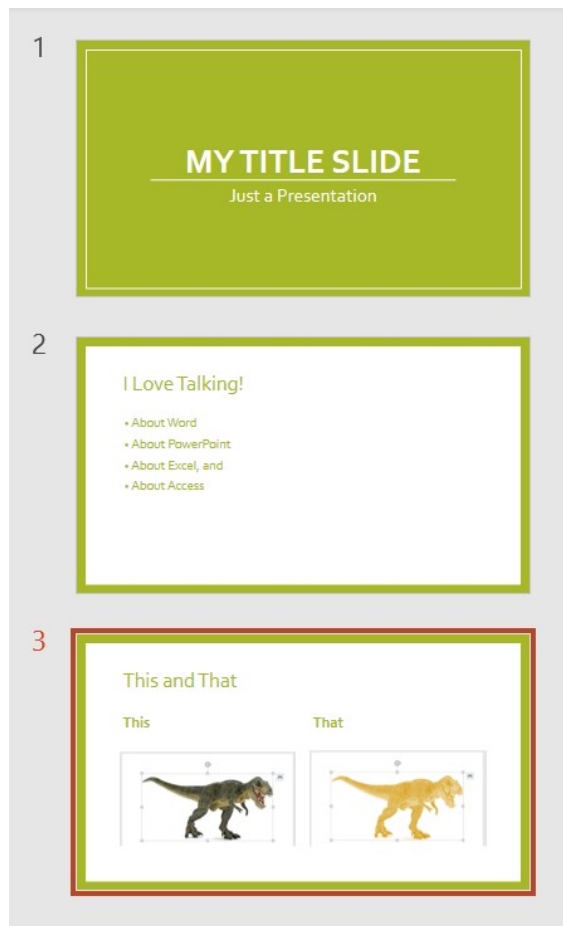 1
MY TITLE SLIDE
Just a Presentation
2
I Love Talking!
• About Word
• About PowerPoint
• About Excel, and
• About Access
3
This and That
This That